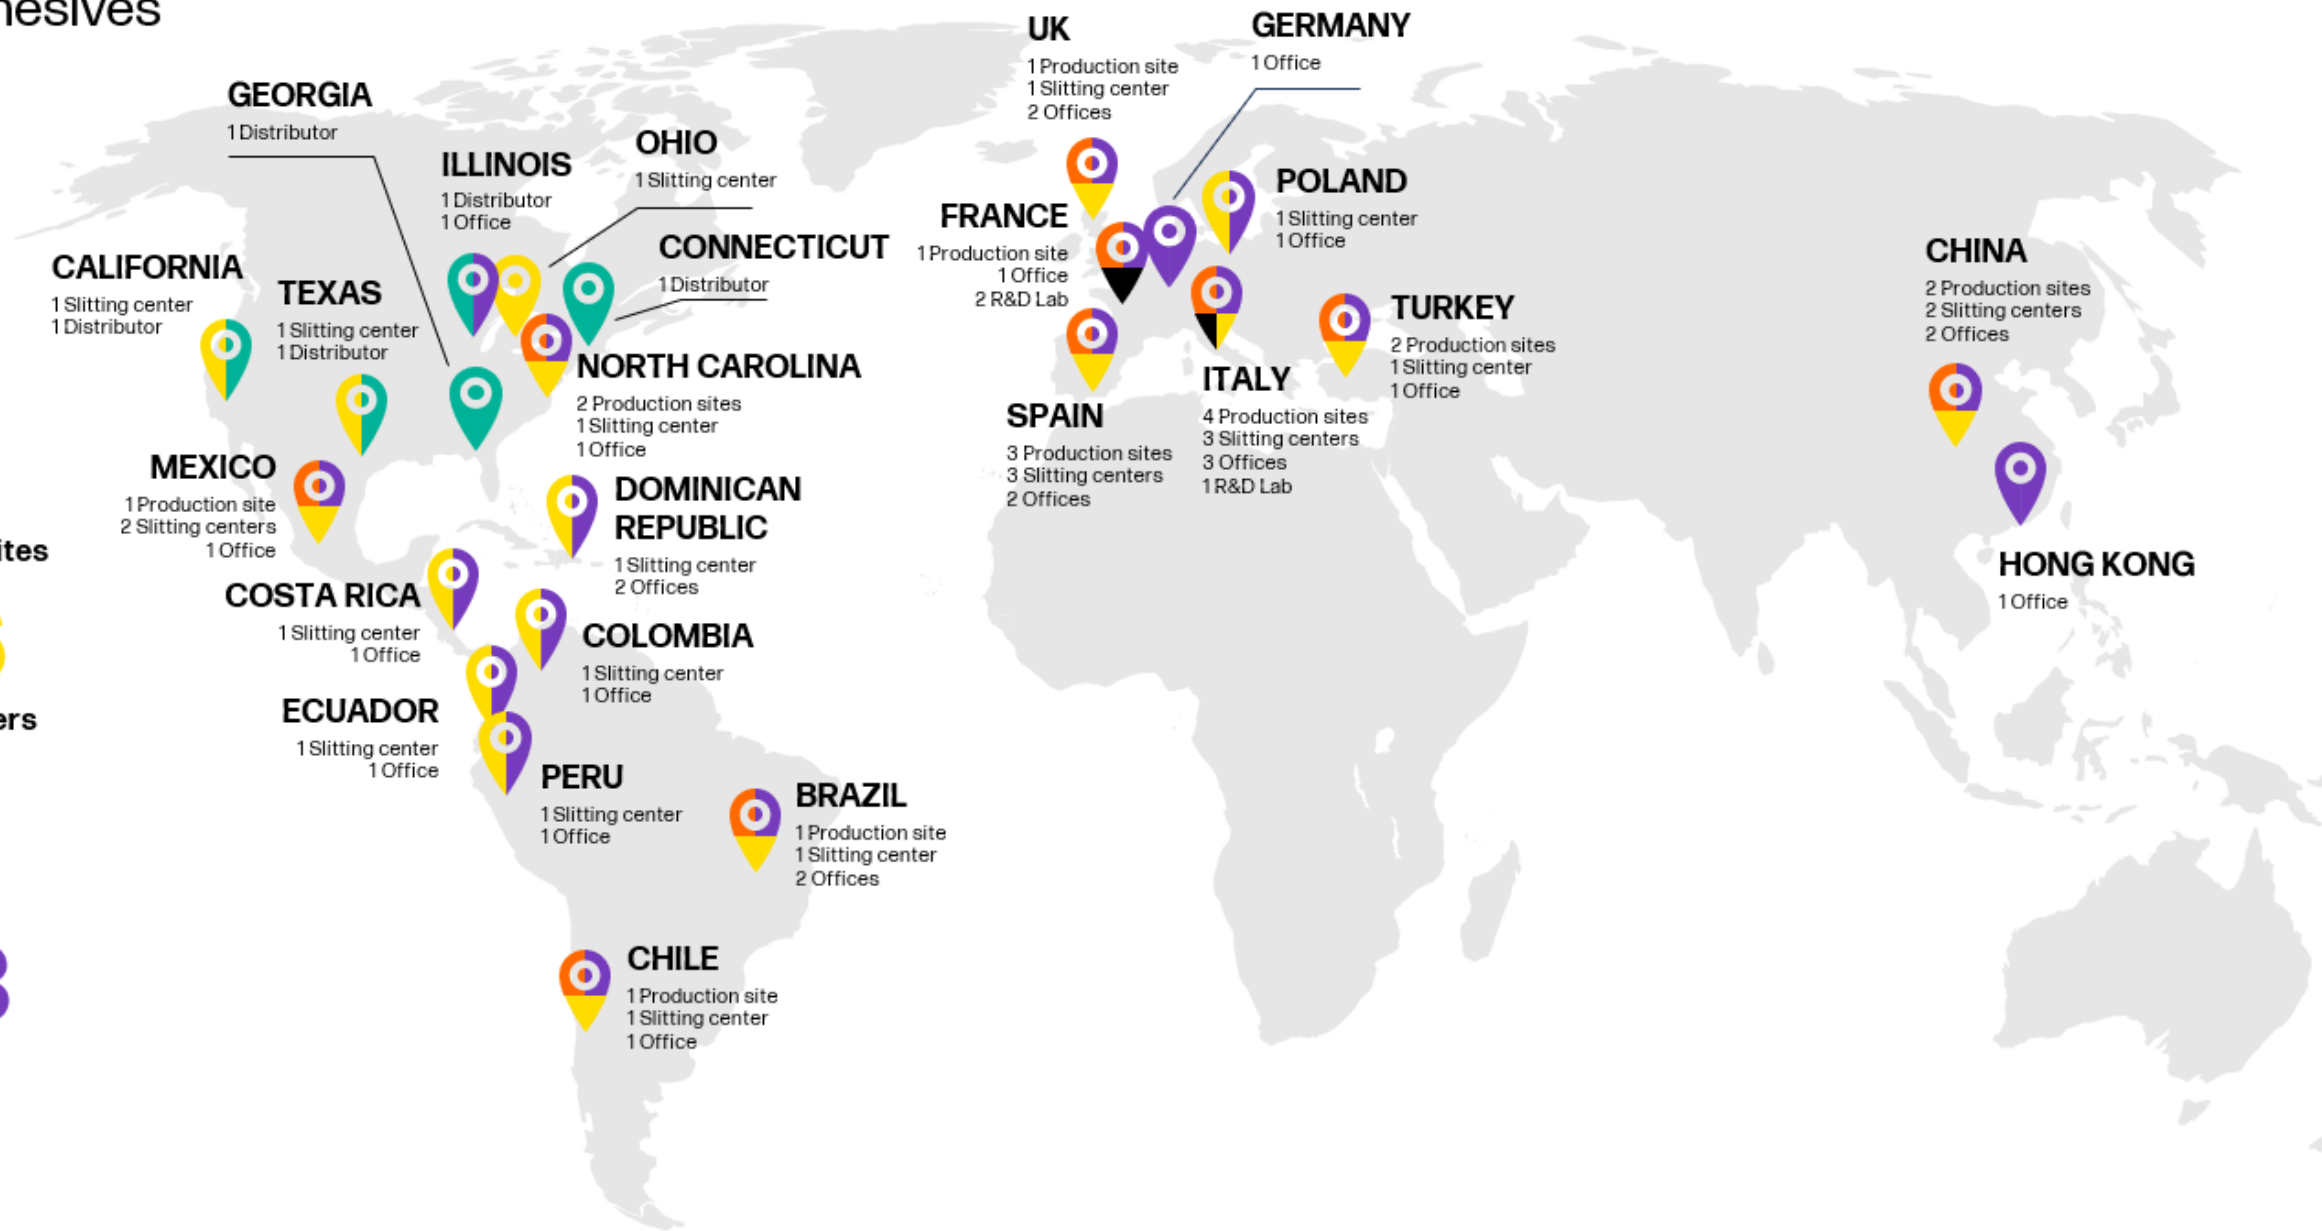 GEORGIA
1 Distributor
ILLINOIS
1 Distributor
1 Office
OHIO
1 Slitting center
CONNECTICUT
1 Distributor
CALIFORNIA
1 Slitting center
1 Distributor
TEXAS
1 Slitting center
1 Distributor
NORTH CAROLINA
2 Production sites
1 Slitting center
1 Office
MEXICO
1 Production site
2 Slitting centers
1 Office
DOMINICAN
REPUBLIC
1 Slitting center
2 Offices
COSTA RICA
1 Slitting center
1 Office
COLOMBIA
1 Slitting center
1 Office
ECUADOR
1 Slitting center
1 Office
PERU
1 Slitting center
1 Office
BRAZIL
1 Production site
1 Slitting center
2 Offices
CHILE
1 Production site
1 Slitting center
1 Office
UK
1 Production site
1 Slitting center
2 Offices
GERMANY
1 Office
FRANCE
1 Production site
1 Office
2 R&D Lab
POLAND
1 Slitting center
1 Office
SPAIN
3 Production sites
3 Slitting centers
2 Offices
ITALY
4 Production sites
3 Slitting centers
3 Offices
1 R&D Lab
TURKEY
2 Production sites
1 Slitting center
1 Office
CHINA
2 Production sites
2 Slitting centers
2 Offices
HONG KONG
1 Office